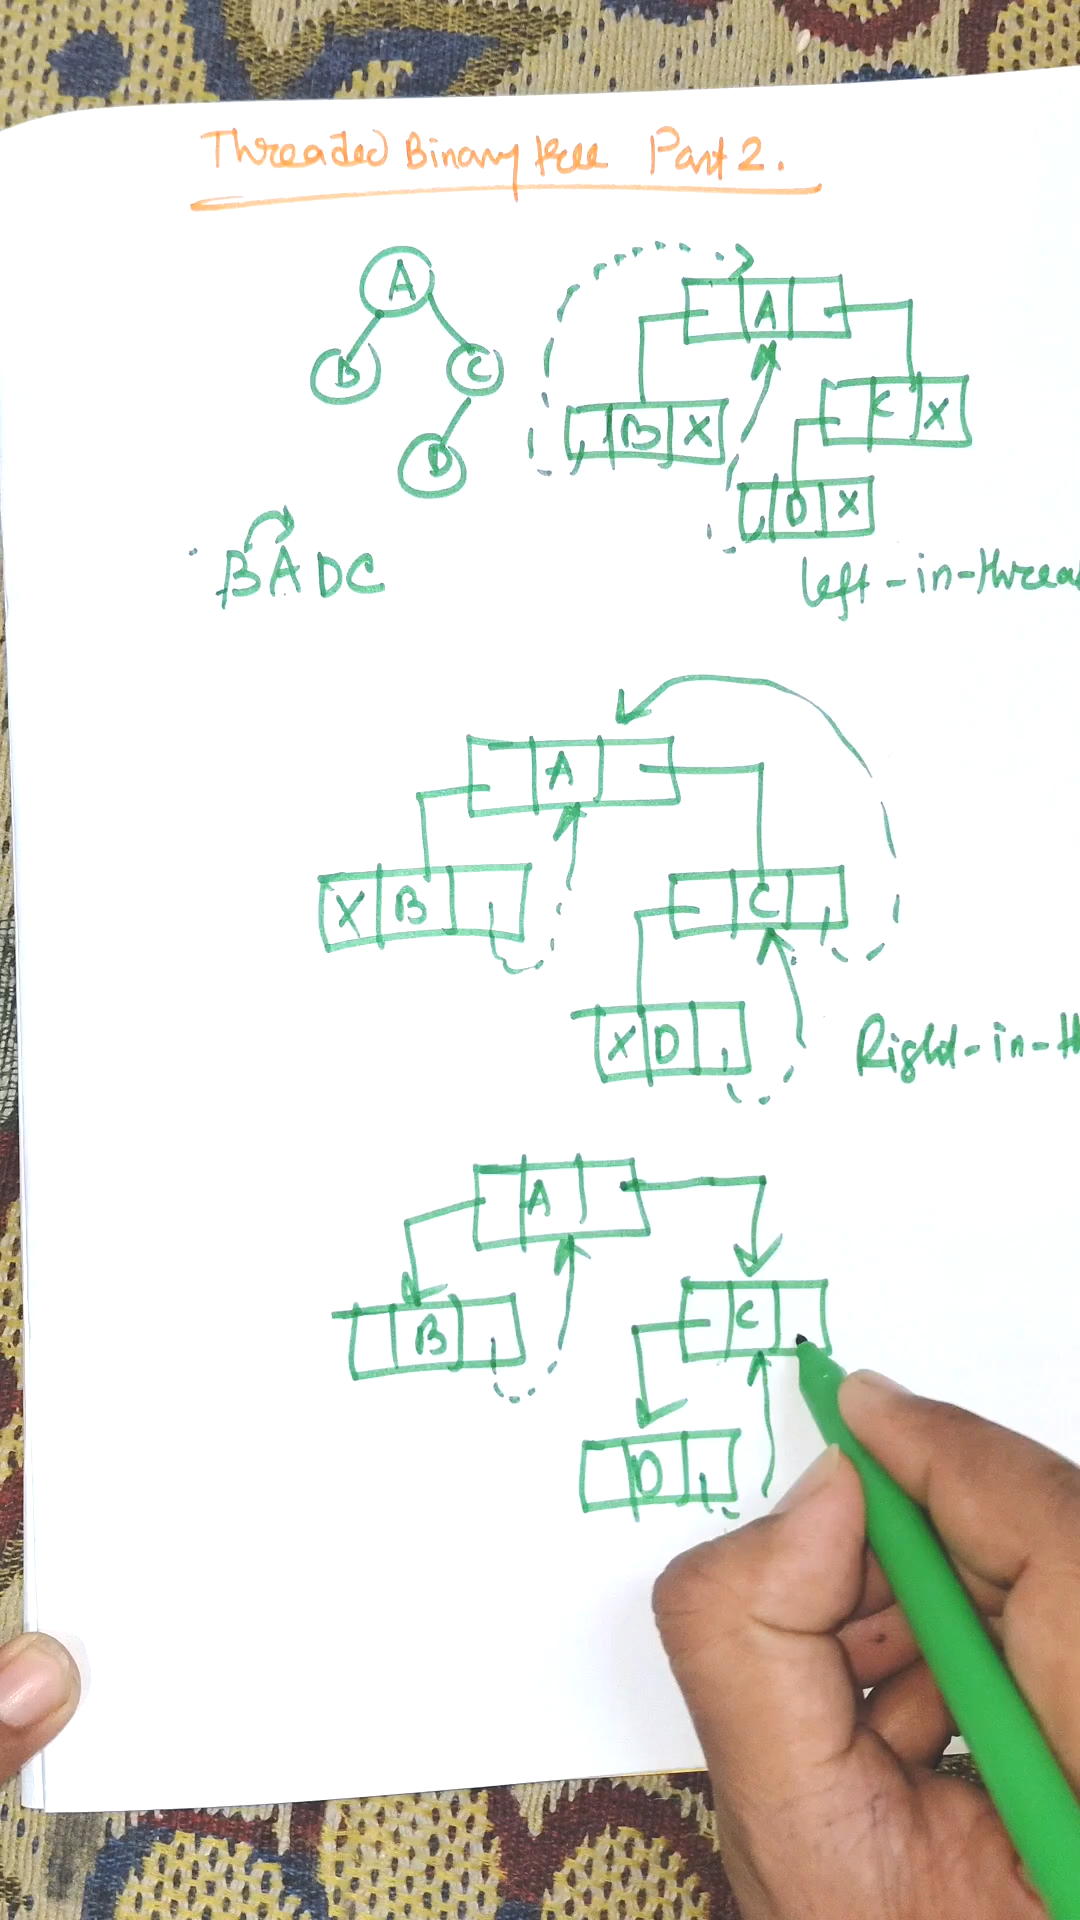 Threaded Binary tree Part 2.
A
B C
D
A
B X
C X
D X
BADC
Left-in-threa
A
X B
C
X D
Right-in-th
A
B
C
D